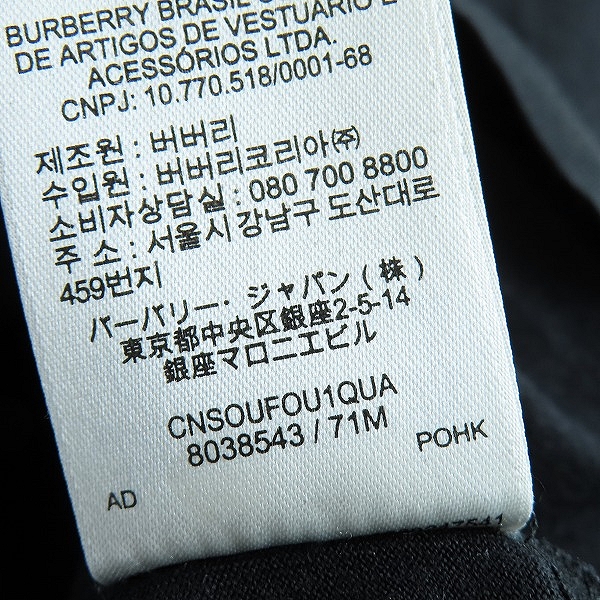 BURBERRY BRASIL
DE ARTIGOS DE VESTUÁRIO E
ACESSÓRIOS LTDA.
CNPJ: 10.770.518/0001-68
제조원 : 버버리
수입원 : 버버리코리아㈜
소비자상담실 : 080 700 8800
주 소 : 서울시 강남구 도산대로
459번지
バーバリー・ジャパン ( 株 )
東京都中央区銀座2-5-14
銀座マロニエビル
CNSOUFOU1QUA
8038543 / 71M
POHK
AD